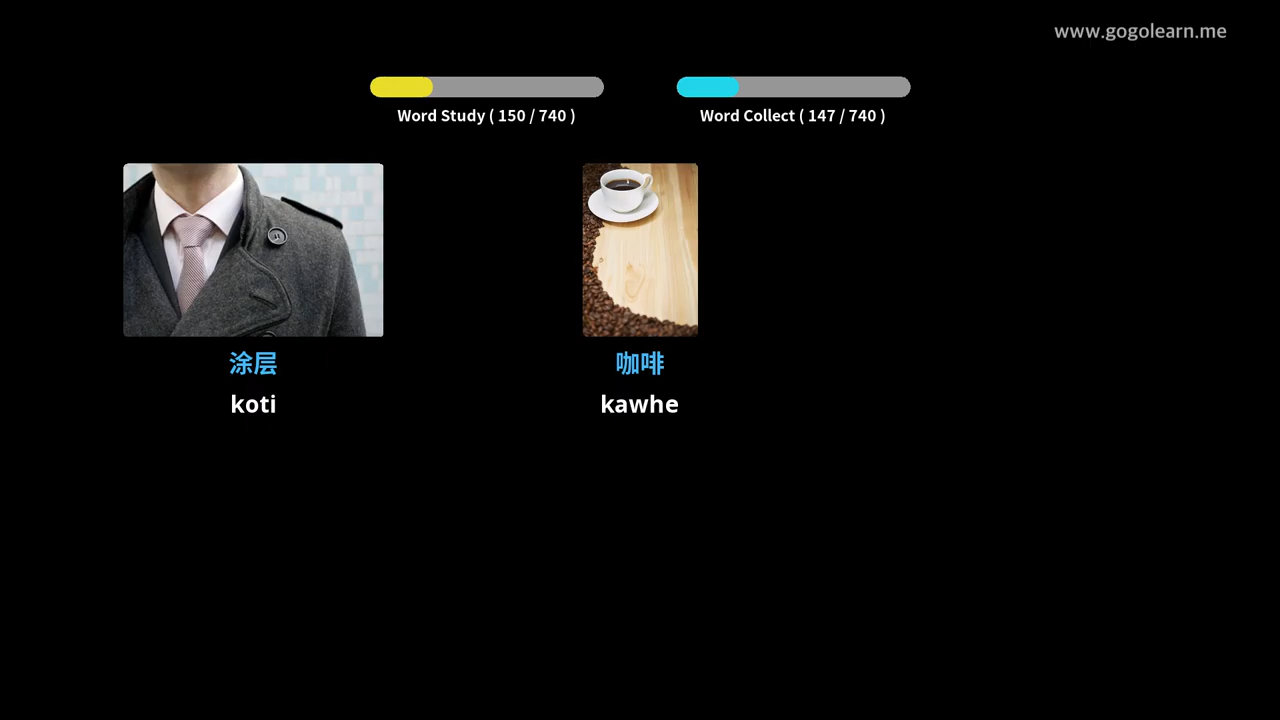 www.gogolearn.me
Word Study ( 150 / 740 )
Word Collect ( 147 / 740 )
涂层
koti
咖啡
kawhe